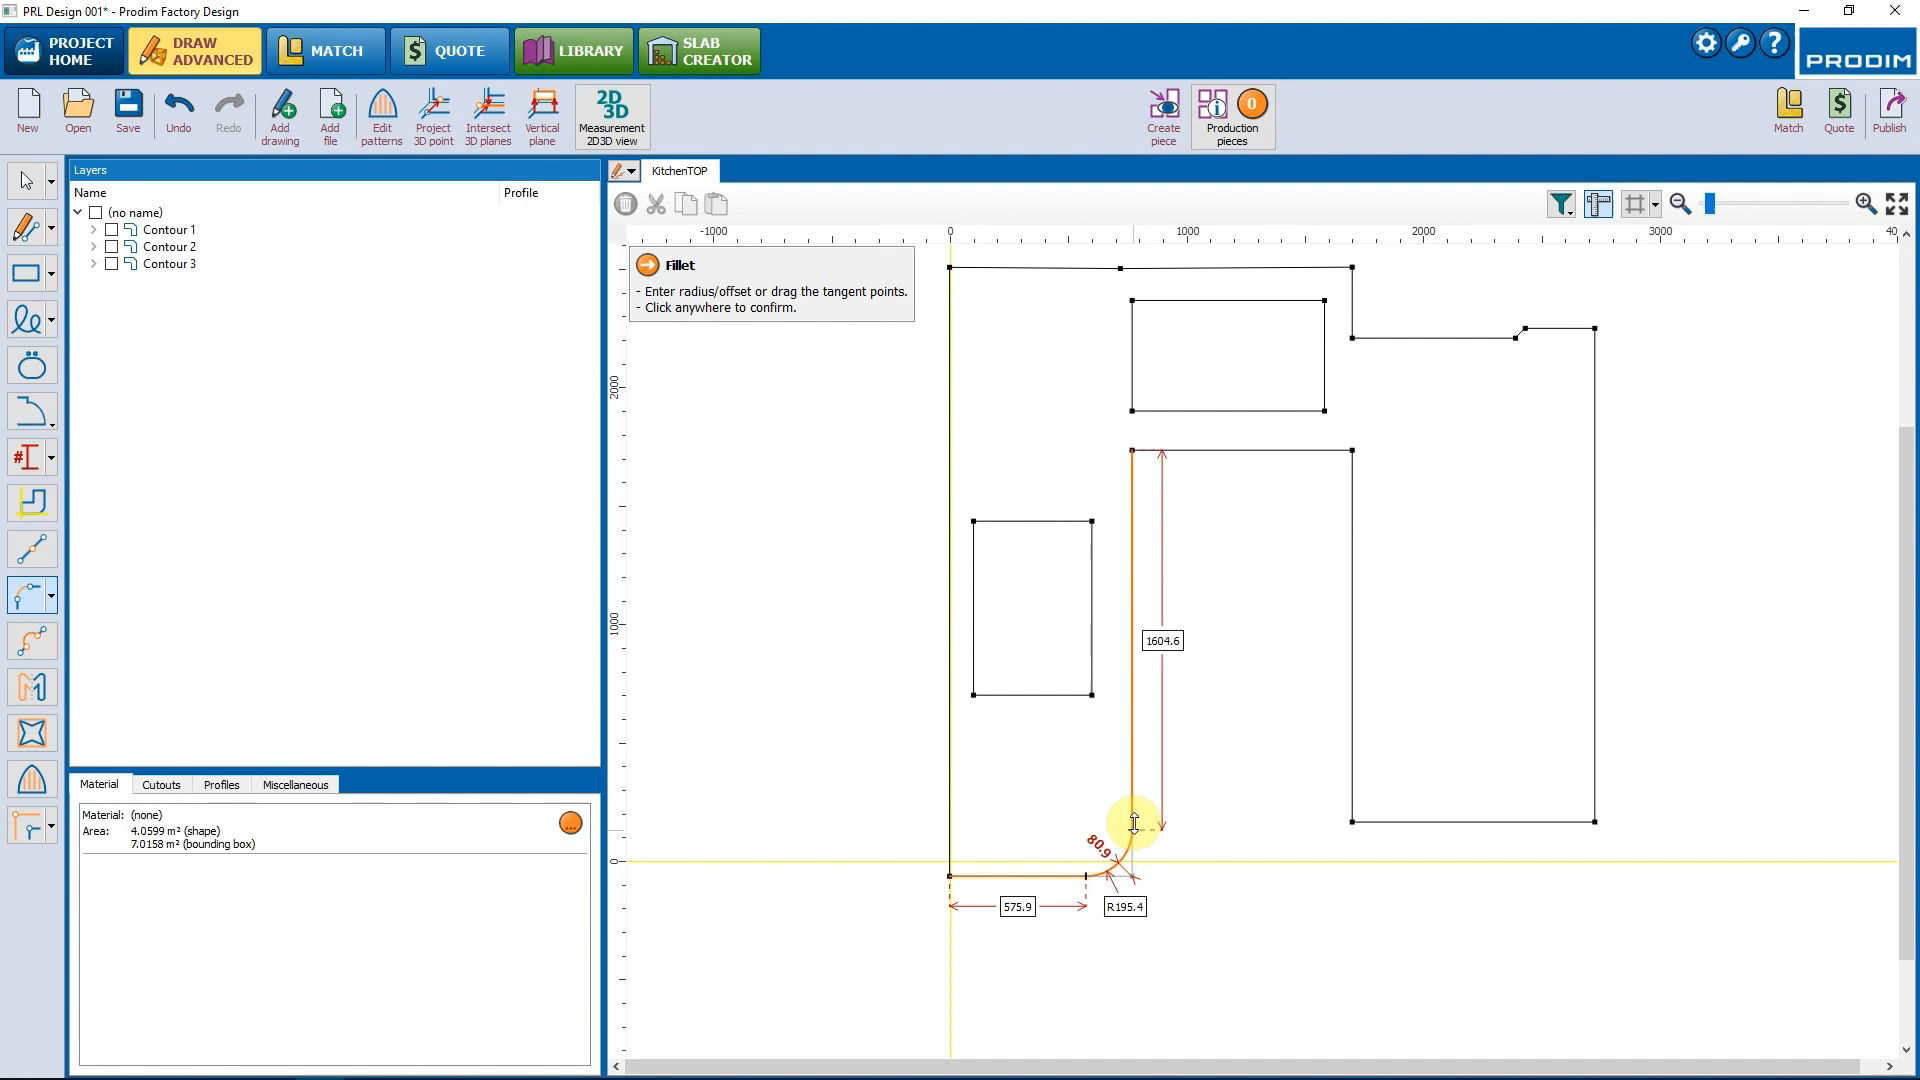 PRL Design 001* - Prodim Factory Design
PROJECT HOME
DRAW ADVANCED
MATCH
$ QUOTE
LIBRARY
SLAB CREATOR
PRODIM
New
Open
Save
Undo
Redo
Add drawing
Add file
Edit patterns
Project 3D point
Intersect 3D planes
Vertical plane
2D 3D
Measurement 2D3D view
Create piece
0
Production pieces
Match
Quote
Publish
Layers
Name Profile
(no name)
Contour 1
Contour 2
Contour 3
KitchenTOP
-1000 0 1000 2000 3000 40
Fillet
- Enter radius/offset or drag the tangent points.
- Click anywhere to confirm.
2000
1000
0
1604.6
80.9
575.9
R195.4
Material Cutouts Profiles Miscellaneous
Material: (none)
Area: 4.0599 m² (shape)
7.0158 m² (bounding box)